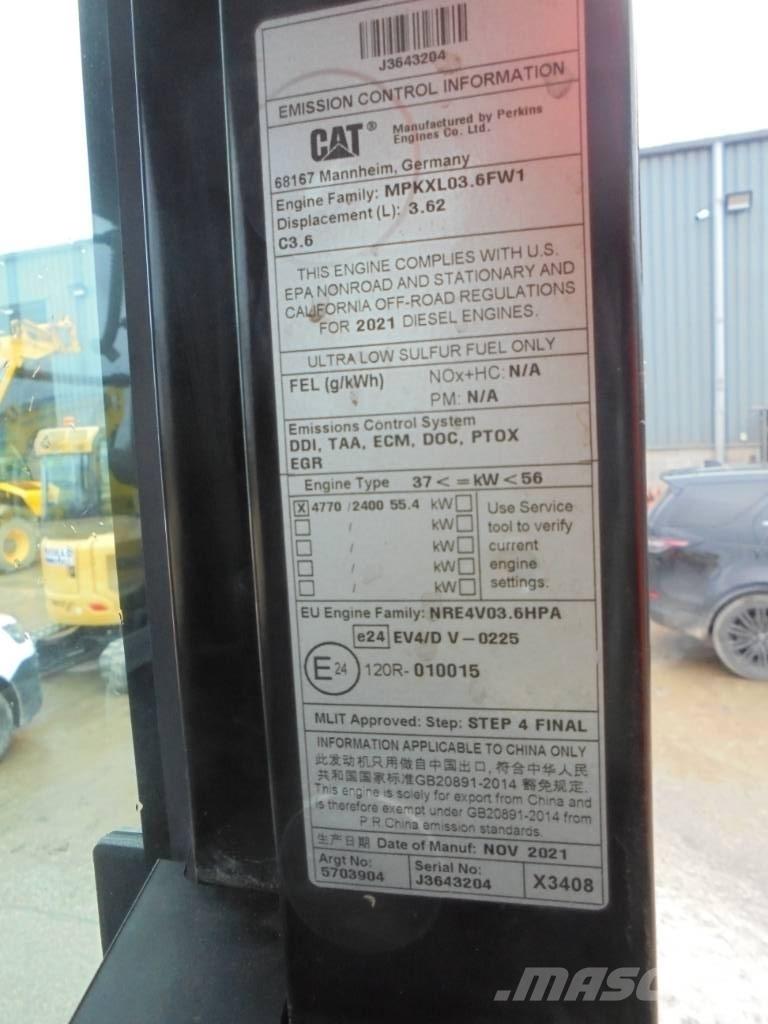 J3643204
EMISSION CONTROL INFORMATION
CAT® Manufactured by Perkins
Engines Co. Ltd.
68167 Mannheim, Germany
Engine Family: MPKXL03.6FW1
Displacement (L): 3.62
C3.6
THIS ENGINE COMPLIES WITH U.S.
EPA NONROAD AND STATIONARY AND
CALIFORNIA OFF-ROAD REGULATIONS
FOR 2021 DIESEL ENGINES.
ULTRA LOW SULFUR FUEL ONLY
FEL (g/kWh) NOx+HC: N/A
PM: N/A
Emissions Control System
DDI, TAA, ECM, DOC, PTOX
EGR
Engine Type 37 < = kW < 56
X 4770 / 2400 55.4 kW
/ kW
/ kW
/ kW
/ kW
Use Service
tool to verify
current
engine
settings.
EU Engine Family: NRE4V03.6HPA
e24 EV4/D V – 0225
E24 120R- 010015
MLIT Approved: Step: STEP 4 FINAL
INFORMATION APPLICABLE TO CHINA ONLY
此发动机只用做自中国出口, 符合中华人民
共和国国家标准GB20891-2014 豁免规定.
This engine is solely for export from China and
is therefore exempt under GB20891-2014 from
P.R.China emission standards.
生产日期 Date of Manuf: NOV 2021
Argt No:
5703904
Serial No:
J3643204
X3408